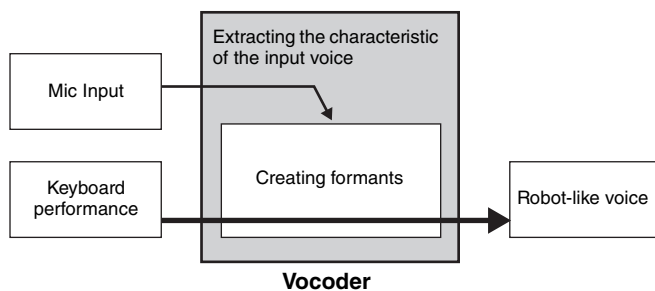 Extracting the characteristic
of the input voice
Mic Input
Creating formants
Keyboard
performance
Robot-like voice
Vocoder